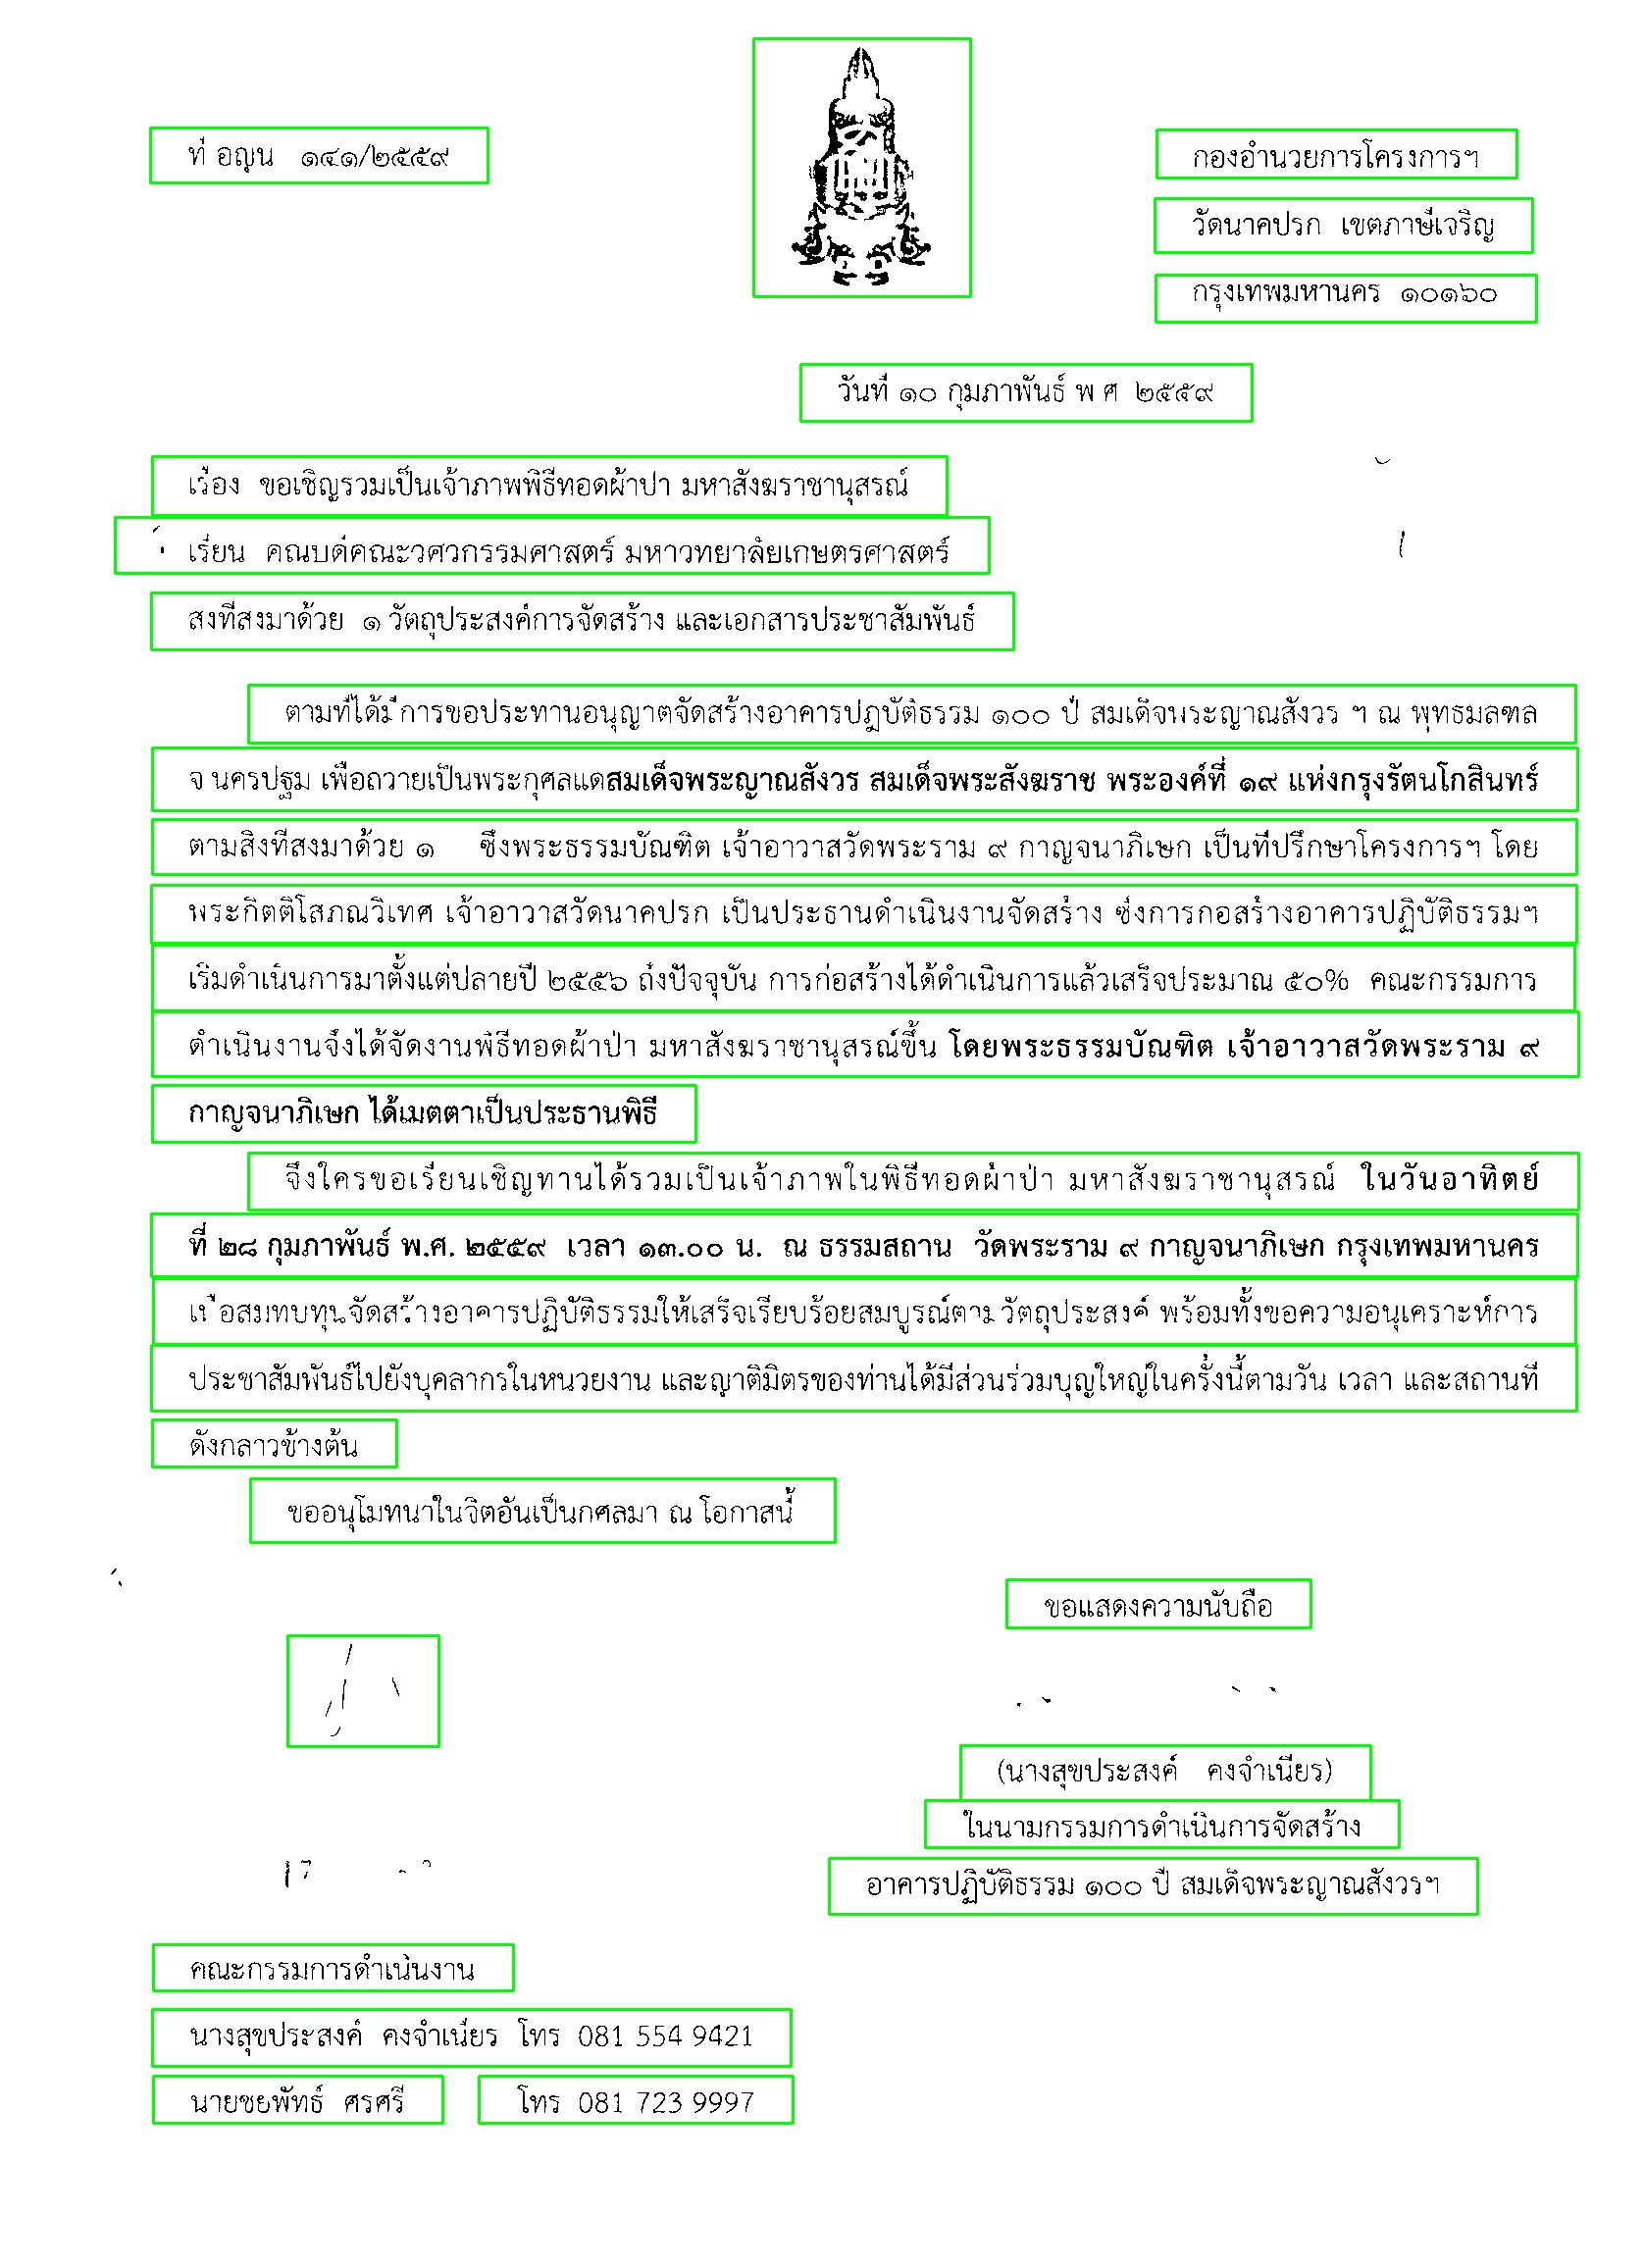 ที่ อญน ๑๔๑/๒๕๕๙
กองอำนวยการโครงการฯ
วัดนาคปรก เขตภาษีเจริญ
กรุงเทพมหานคร ๑๐๑๖๐
วันที่ ๑๐ กุมภาพันธ์ พ ศ ๒๕๕๙
เรื่อง ขอเชิญรวมเป็นเจ้าภาพพิธีทอดผ้าปา มหาสังฆราชานุสรณ์
เรียน คณบดีคณะวศวกรรมศาสตร์ มหาวทยาลัยเกษตรศาสตร์
สงที่สงมาด้วย ๑ วัตถุประสงค์การจัดสร้าง และเอกสารประชาสัมพันธ์
ตามที่ได้มีการขอประทานอนุญาตจัดสร้างอาคารปฏบัติธรรม ๑๐๐ ปี สมเด็จพระญาณสังวร ฯ ณ พุทธมลฑล
จ นครปฐม เพื่อถวายเป็นพระกุศลแดสมเด็จพระญาณสังวร สมเด็จพระสังฆราช พระองค์ที่ ๑๙ แห่งกรุงรัตนโกสินทร์
ตามสิ่งที่สงมาด้วย ๑ ซึ่งพระธรรมบัณฑิต เจ้าอาวาสวัดพระราม ๙ กาญจนาภิเษก เป็นที่ปรึกษาโครงการฯ โดย
พระกิตติโสภณวิเทศ เจ้าอาวาสวัดนาคปรก เป็นประธานดำเนินงานจัดสร้าง ซึ่งการกอสร้างอาคารปฏิบัติธรรมฯ
เริ่มดำเนินการมาตั้งแต่ปลายปี ๒๕๕๖ ถึงปัจจุบัน การก่อสร้างได้ดำเนินการแล้วเสร็จประมาณ ๕๐% คณะกรรมการ
ดำเนินงานจึงได้จัดงานพิธีทอดผ้าป่า มหาสังฆราชานุสรณ์ขึ้น โดยพระธรรมบัณฑิต เจ้าอาวาสวัดพระราม ๙
กาญจนาภิเษก ได้เมตตาเป็นประธานพิธี
จึงใครขอเรียนเชิญทานได้รวมเป็นเจ้าภาพในพิธีทอดผ้าป่า มหาสังฆราชานุสรณ์ ในวันอาทิตย์
ที่ ๒๘ กุมภาพันธ์ พ.ศ. ๒๕๕๙ เวลา ๑๓.๐๐ น. ณ ธรรมสถาน วัดพระราม ๙ กาญจนาภิเษก กรุงเทพมหานคร
เพื่อสมทบทุนจัดสร้างอาคารปฏิบัติธรรมให้เสร็จเรียบร้อยสมบูรณ์ตามวัตถุประสงค์ พร้อมทั้งขอความอนุเคราะห์การ
ประชาสัมพันธ์ไปยังบุคลากรในหนวยงาน และญาติมิตรของท่านได้มีส่วนร่วมบุญใหญ่ในครั้งนี้ตามวัน เวลา และสถานที่
ดังกลาวข้างต้น
ขออนุโมทนาในจิตอันเป็นกศลมา ณ โอกาสนี้
ขอแสดงความนับถือ
(นางสุขประสงค์ คงจำเนียร)
ในนามกรรมการดำเนินการจัดสร้าง
อาคารปฏิบัติธรรม ๑๐๐ ปี สมเด็จพระญาณสังวรฯ
คณะกรรมการดำเนินงาน
นางสุขประสงค์ คงจำเนียร โทร 081 554 9421
นายชยพัทธ์ ศรศรี โทร 081 723 9997